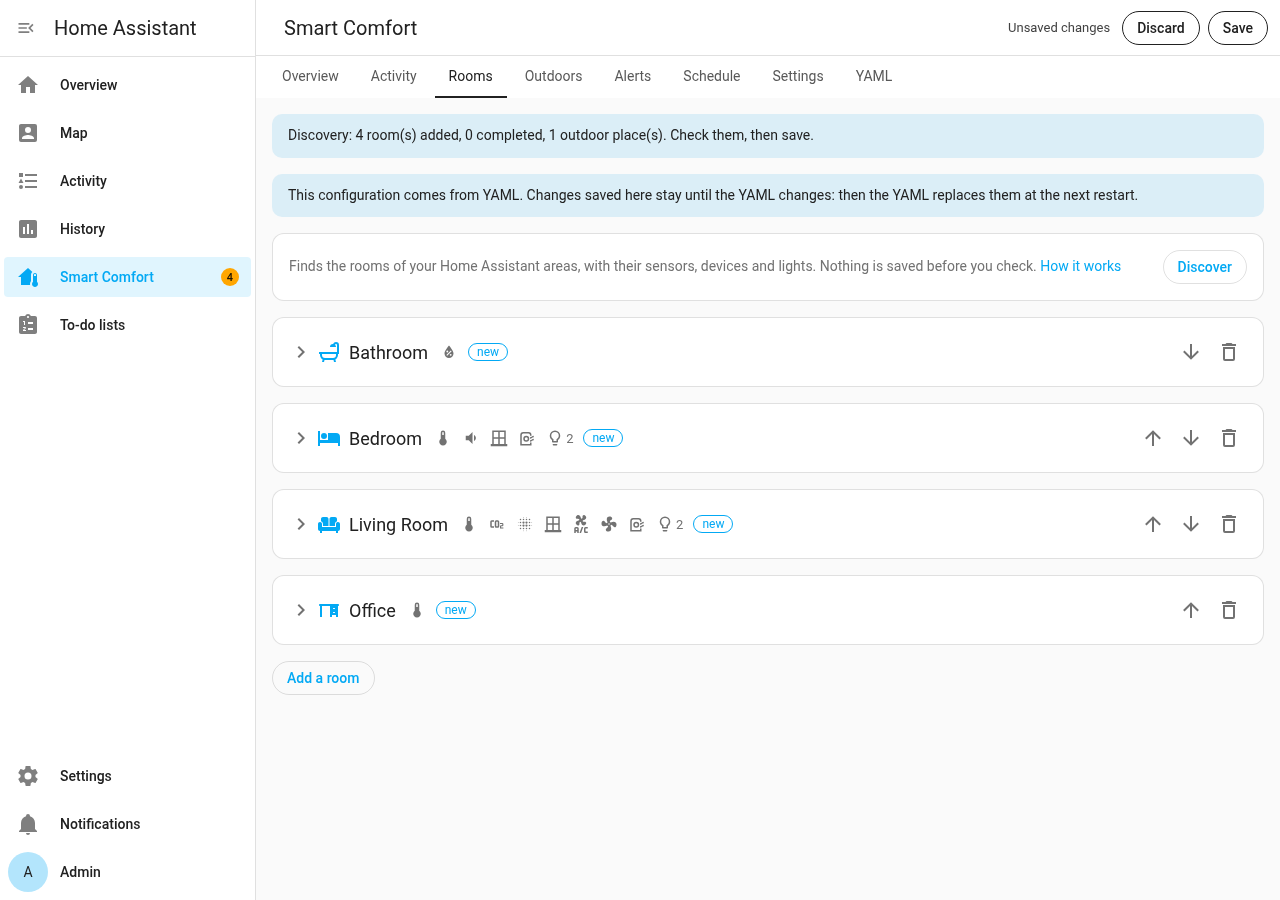 Home Assistant
Smart Comfort
Unsaved changes
Discard
Save
Overview
Map
Activity
History
Smart Comfort
4
To-do lists
Settings
Notifications
A
Admin
Overview
Activity
Rooms
Outdoors
Alerts
Schedule
Settings
YAML
Discovery: 4 room(s) added, 0 completed, 1 outdoor place(s). Check them, then save.
This configuration comes from YAML. Changes saved here stay until the YAML changes: then the YAML replaces them at the next restart.
Finds the rooms of your Home Assistant areas, with their sensors, devices and lights. Nothing is saved before you check. How it works
Discover
Bathroom
new
Bedroom
2
new
Living Room
CO2
A/C
2
new
Office
new
Add a room